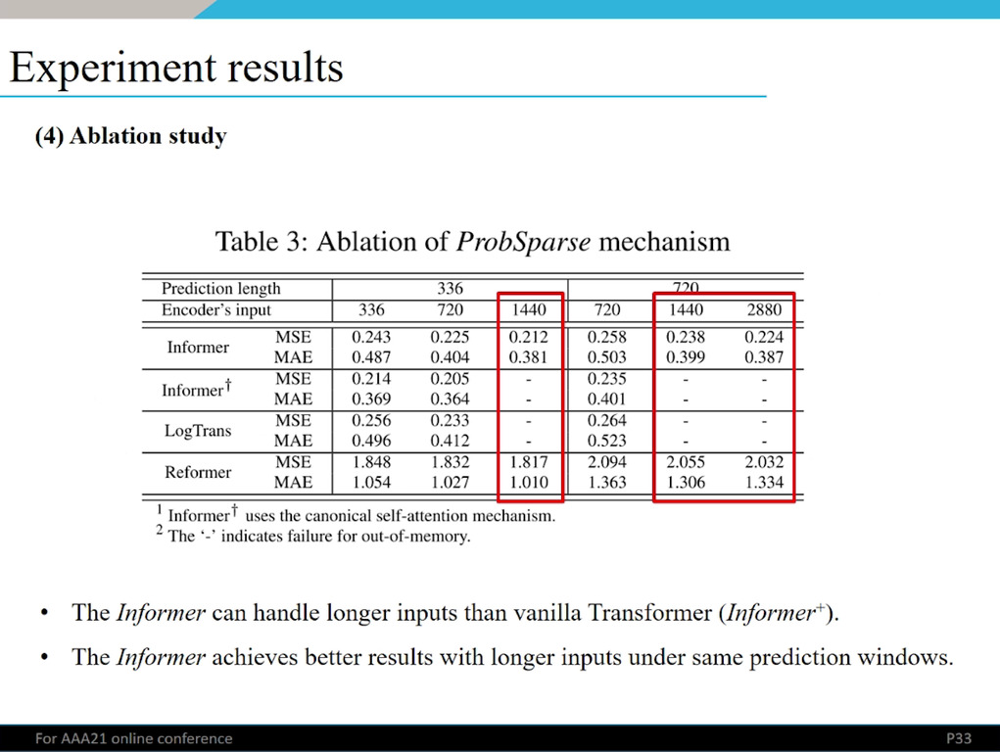 Experiment results
(4) Ablation study
Table 3: Ablation of ProbSparse mechanism
Prediction length 336 720
Encoder's input 336 720 1440 720 1440 2880
Informer MSE 0.243 0.225 0.212 0.258 0.238 0.224
MAE 0.487 0.404 0.381 0.503 0.399 0.387
Informer† MSE 0.214 0.205 - 0.235 - -
MAE 0.369 0.364 - 0.401 - -
LogTrans MSE 0.256 0.233 - 0.264 - -
MAE 0.496 0.412 - 0.523 - -
Reformer MSE 1.848 1.832 1.817 2.094 2.055 2.032
MAE 1.054 1.027 1.010 1.363 1.306 1.334
1 Informer† uses the canonical self-attention mechanism.
2 The ‘-’ indicates failure for out-of-memory.
• The Informer can handle longer inputs than vanilla Transformer (Informer+).
• The Informer achieves better results with longer inputs under same prediction windows.
For AAA21 online conference P33